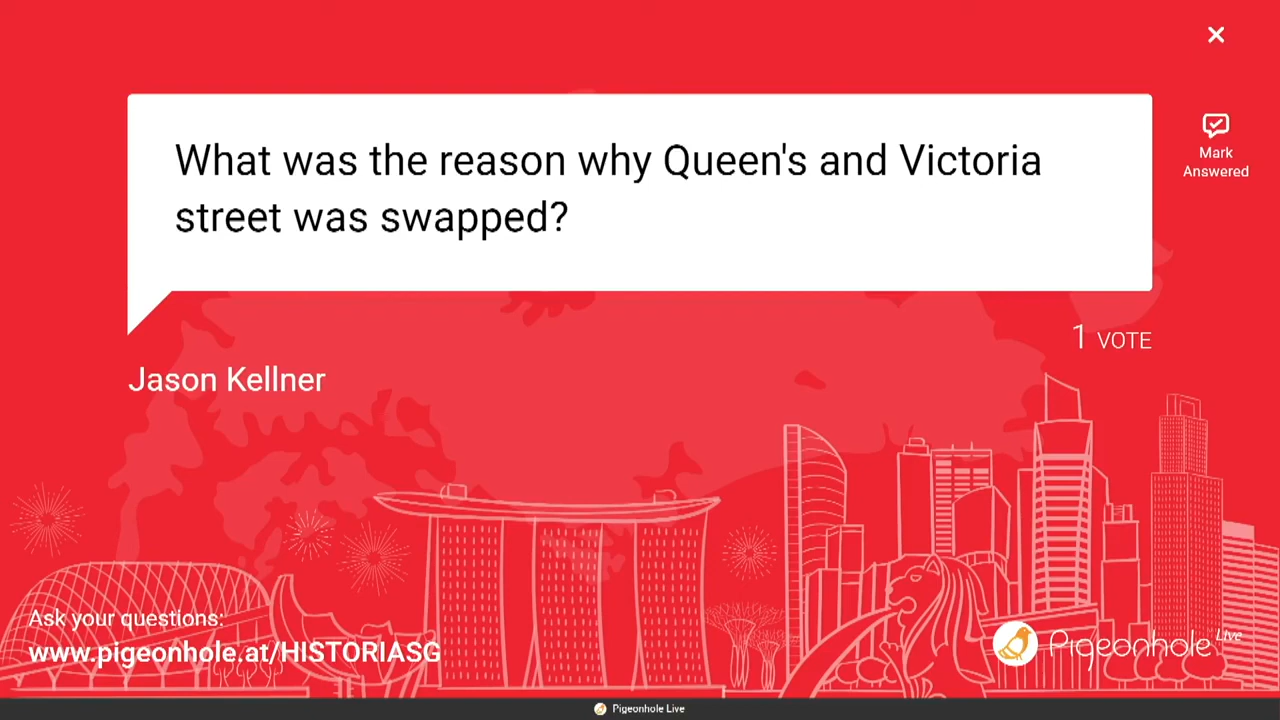 What was the reason why Queen's and Victoria
street was swapped?
Mark
Answered
1 VOTE
Jason Kellner
Ask your questions:
www.pigeonhole.at/HISTORIASG
Pigeonhole Live
Pigeonhole Live